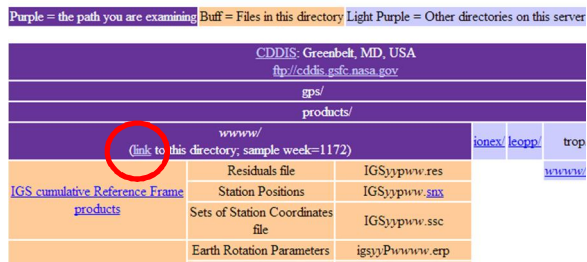 Purple = the path you are examining Buff = Files in this directory Light Purple = Other directories on this server
CDDIS: Greenbelt, MD, USA
ftp://cddis.gsfc.nasa.gov
gps/
products/
wwww/
(link to this directory; sample week=1172)
ionex/ leopp/ trop
IGS cumulative Reference Frame
products
Residuals file IGSyypww.res
Station Positions IGSyypww.snx
wwww/
Sets of Station Coordinates
file
IGSyypww.ssc
Earth Rotation Parameters igsyyPwwww.erp